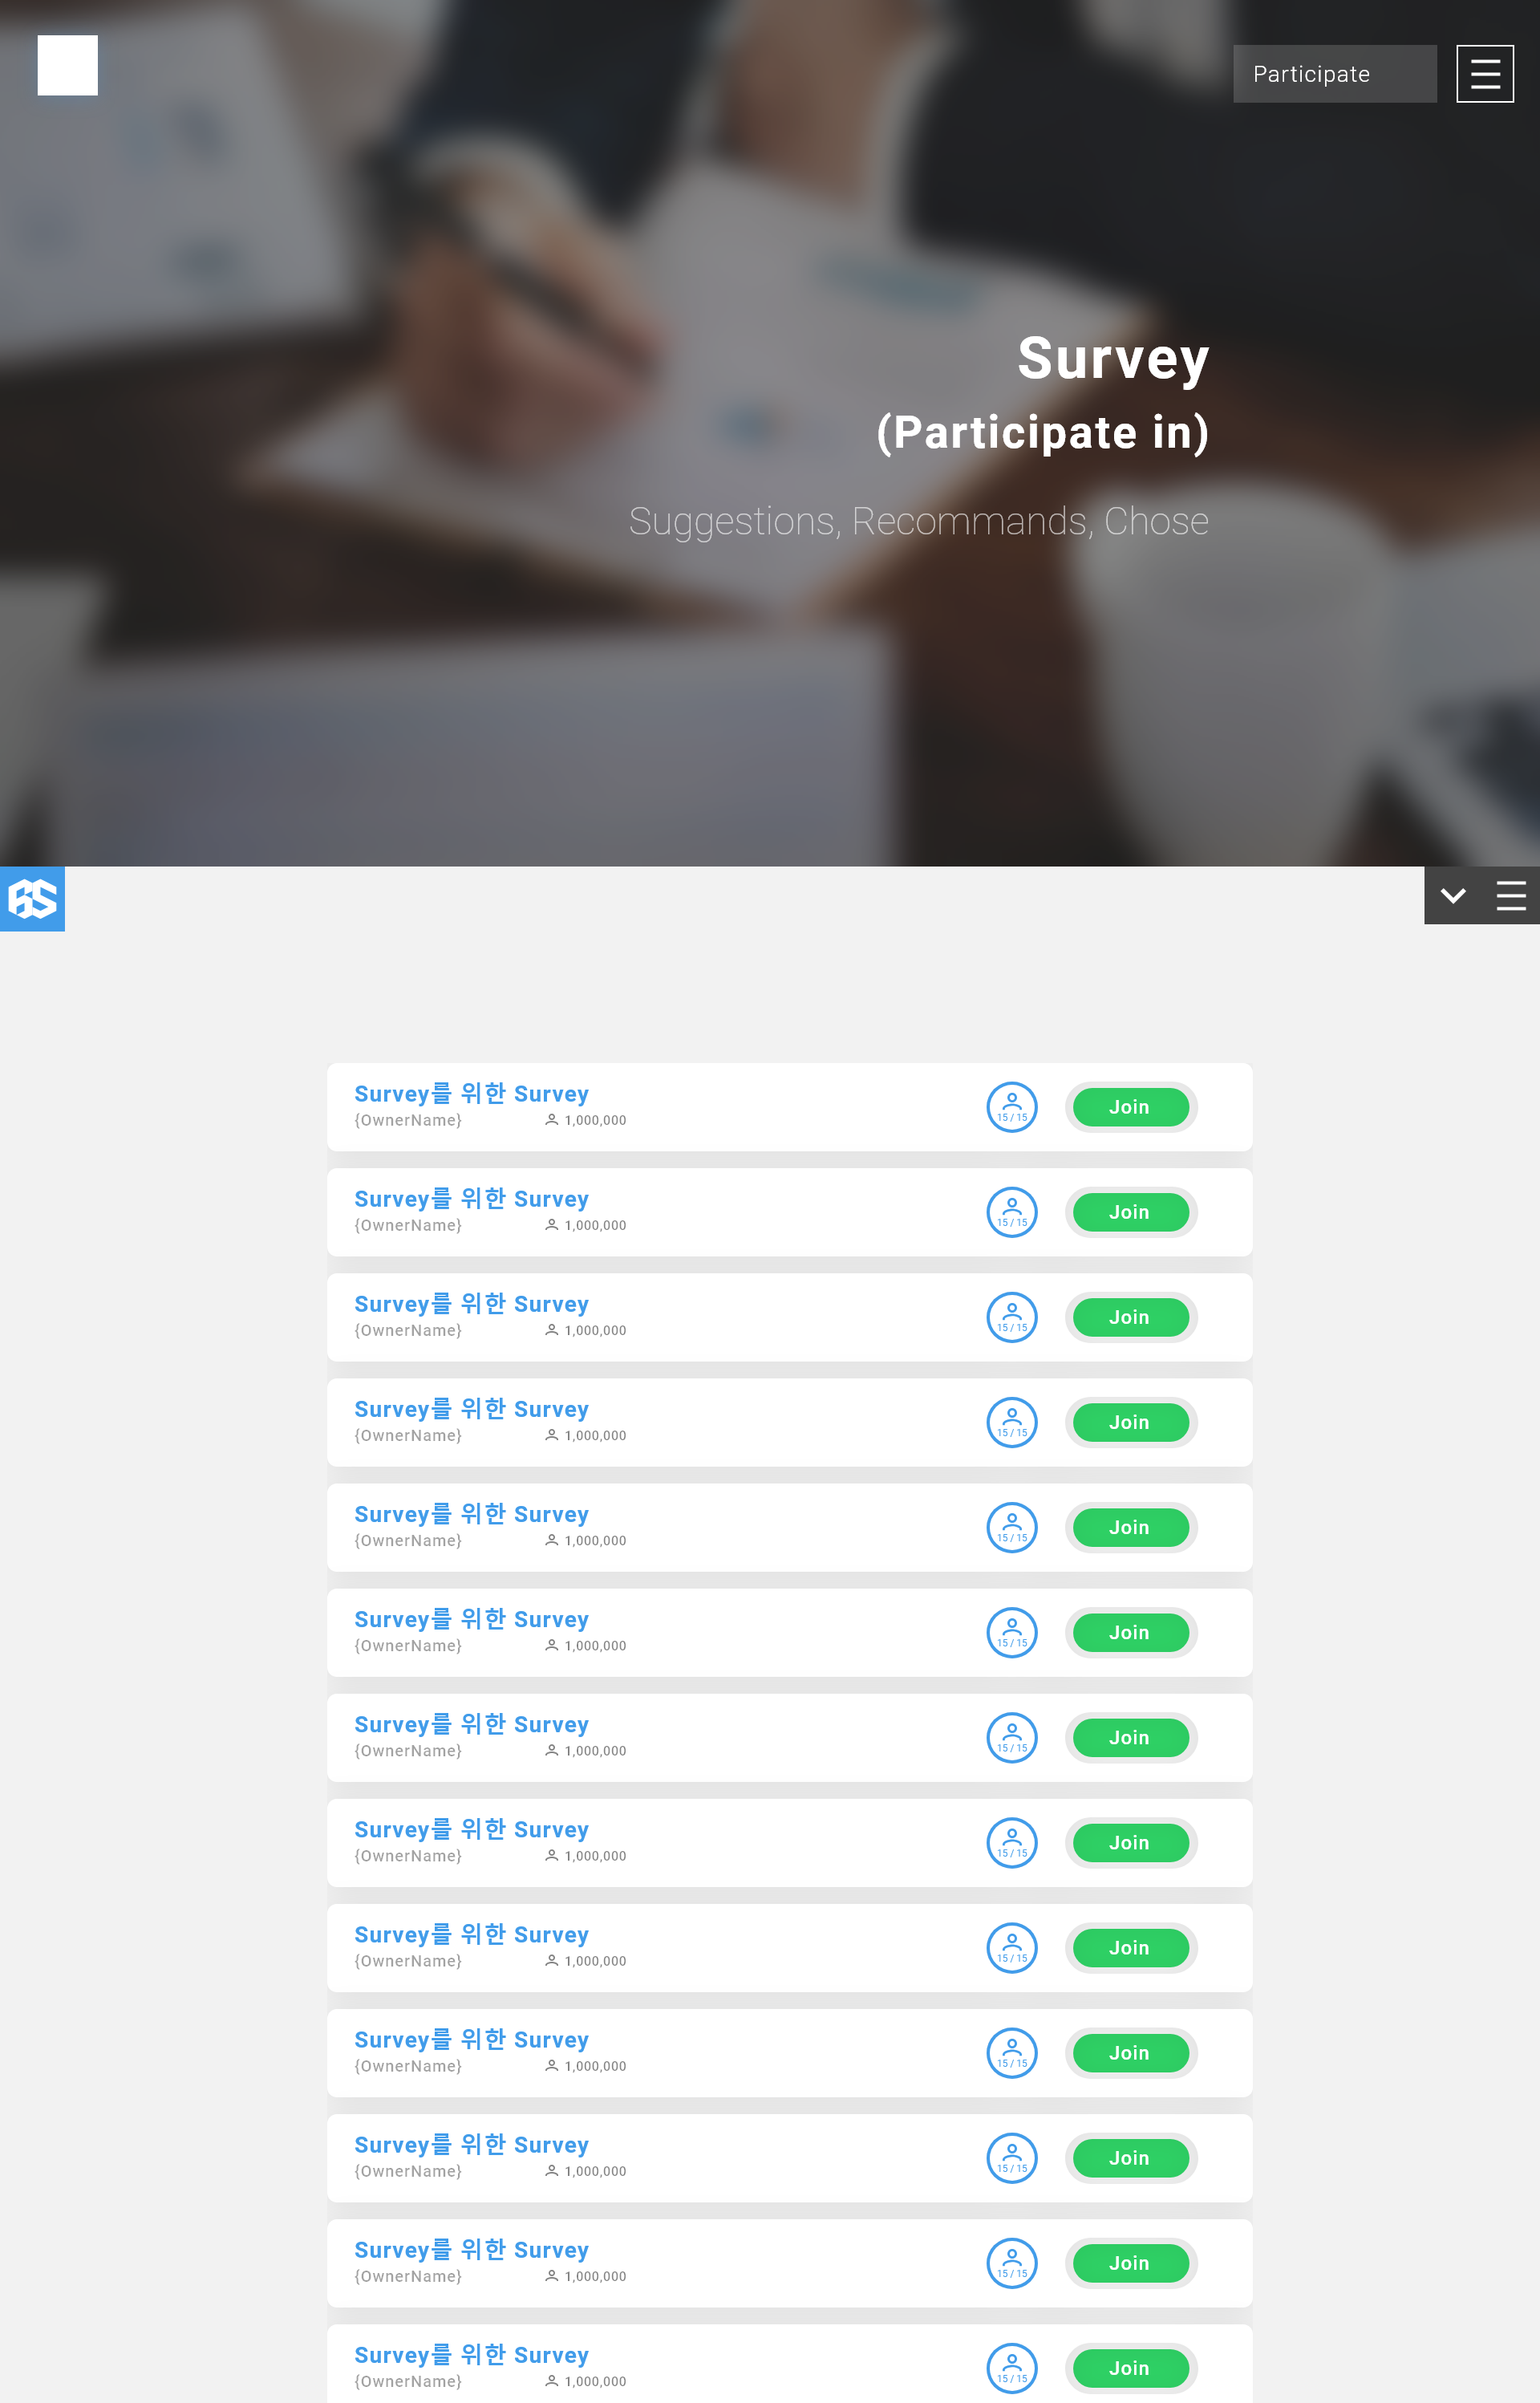 Participate
Survey
(Participate in)
Suggestions, Recommands, Chose
BS
Survey를 위한 Survey
{OwnerName} 1,000,000
15 / 15
Join
Survey를 위한 Survey
{OwnerName} 1,000,000
15 / 15
Join
Survey를 위한 Survey
{OwnerName} 1,000,000
15 / 15
Join
Survey를 위한 Survey
{OwnerName} 1,000,000
15 / 15
Join
Survey를 위한 Survey
{OwnerName} 1,000,000
15 / 15
Join
Survey를 위한 Survey
{OwnerName} 1,000,000
15 / 15
Join
Survey를 위한 Survey
{OwnerName} 1,000,000
15 / 15
Join
Survey를 위한 Survey
{OwnerName} 1,000,000
15 / 15
Join
Survey를 위한 Survey
{OwnerName} 1,000,000
15 / 15
Join
Survey를 위한 Survey
{OwnerName} 1,000,000
15 / 15
Join
Survey를 위한 Survey
{OwnerName} 1,000,000
15 / 15
Join
Survey를 위한 Survey
{OwnerName} 1,000,000
15 / 15
Join
Survey를 위한 Survey
{OwnerName} 1,000,000
15 / 15
Join